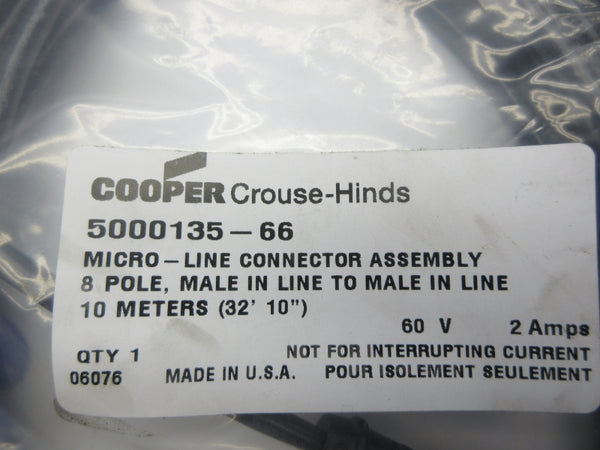 COOPER Crouse-Hinds
5000135-66
MICRO-LINE CONNECTOR ASSEMBLY
8 POLE, MALE IN LINE TO MALE IN LINE
10 METERS (32' 10")
60 V 2 Amps
QTY 1 NOT FOR INTERRUPTING CURRENT
06076 MADE IN U.S.A. POUR ISOLEMENT SEULEMENT